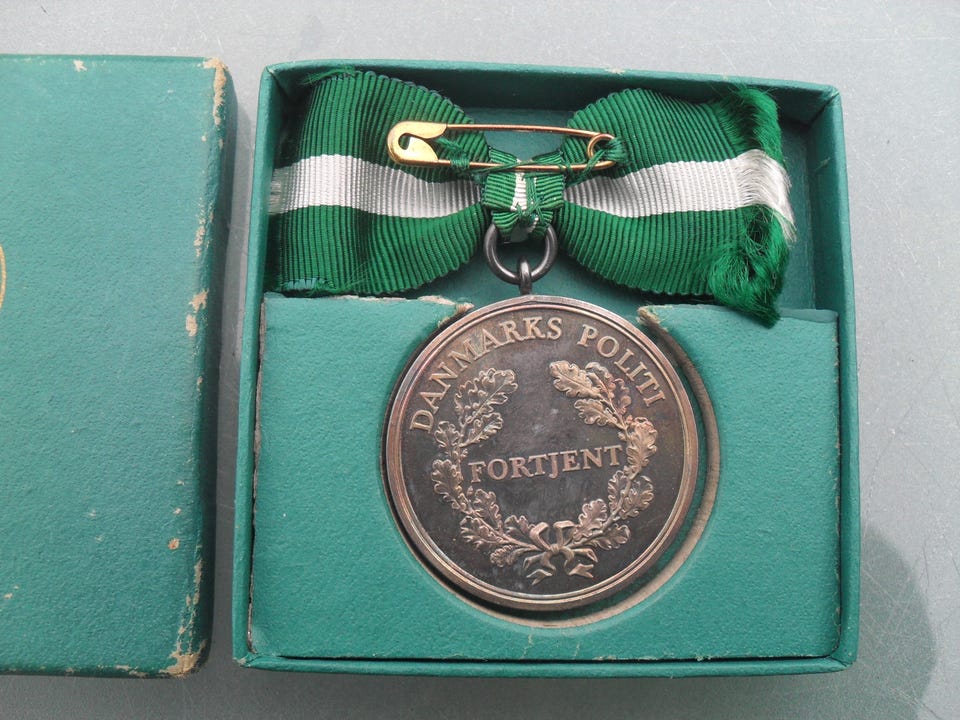 DANMARKS POLITI
FORTJENT